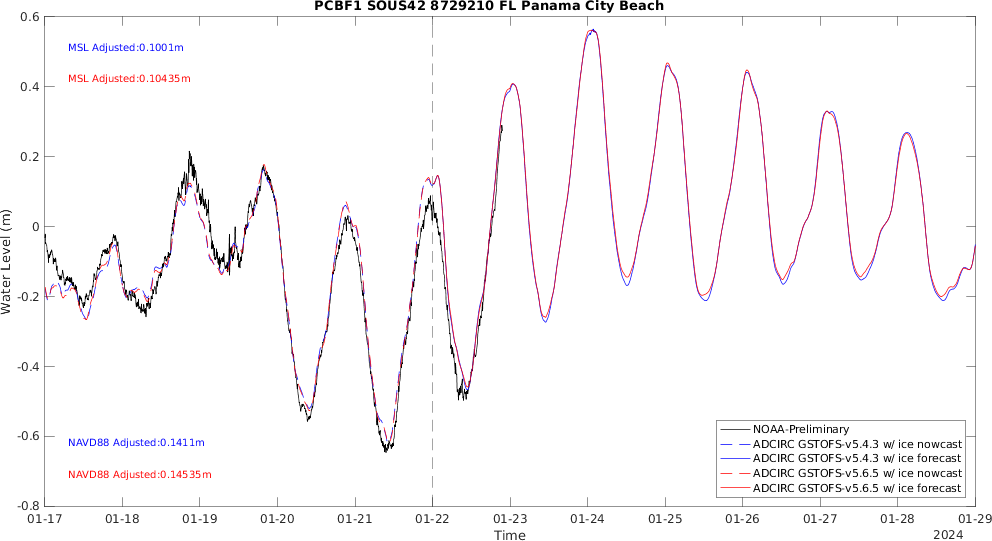 PCBF1 SOUS42 8729210 FL Panama City Beach
0.6
0.4
0.2
0
-0.2
-0.4
-0.6
-0.8
Water Level (m)
MSL Adjusted:0.1001m
MSL Adjusted:0.10435m
NAVD88 Adjusted:0.1411m
NAVD88 Adjusted:0.14535m
NOAA-Preliminary
ADCIRC GSTOFS-v5.4.3 w/ ice nowcast
ADCIRC GSTOFS-v5.4.3 w/ ice forecast
ADCIRC GSTOFS-v5.6.5 w/ ice nowcast
ADCIRC GSTOFS-v5.6.5 w/ ice forecast
01-17 01-18 01-19 01-20 01-21 01-22 01-23 01-24 01-25 01-26 01-27 01-28 01-29
Time
2024